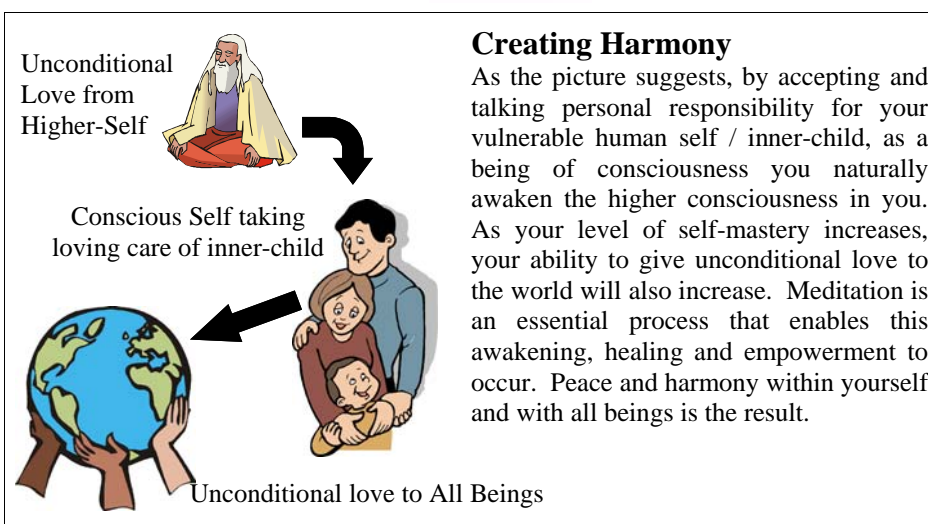 Unconditional
Love from
Higher-Self
Conscious Self taking
loving care of inner-child
Unconditional love to All Beings
Creating Harmony
As the picture suggests, by accepting and
talking personal responsibility for your
vulnerable human self / inner-child, as a
being of consciousness you naturally
awaken the higher consciousness in you.
As your level of self-mastery increases,
your ability to give unconditional love to
the world will also increase. Meditation is
an essential process that enables this
awakening, healing and empowerment to
occur. Peace and harmony within yourself
and with all beings is the result.